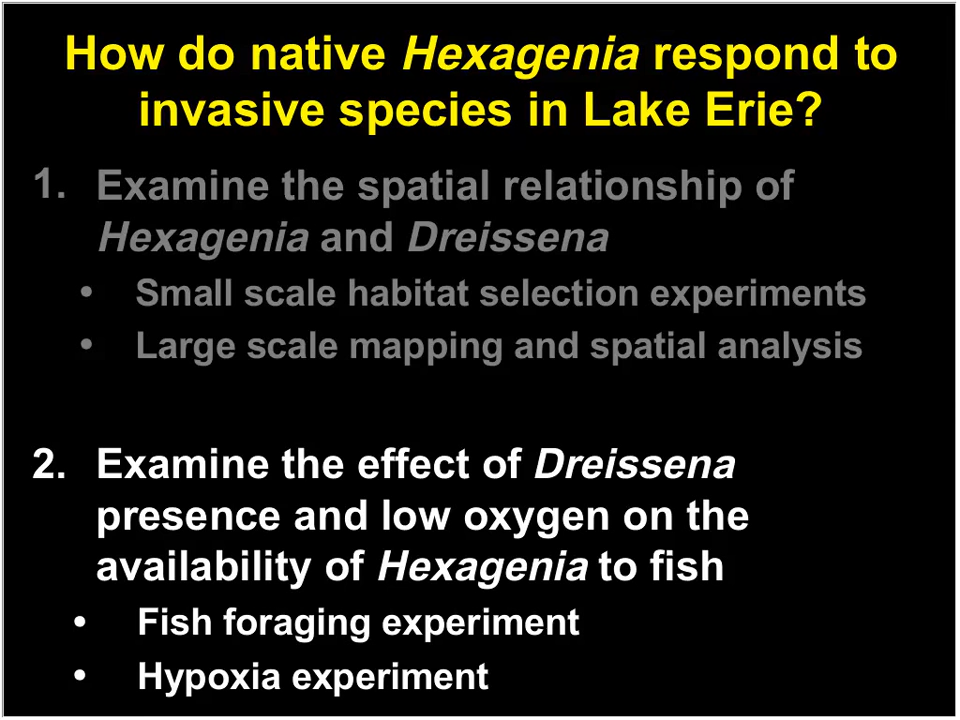 How do native Hexagenia respond to
invasive species in Lake Erie?
1. Examine the spatial relationship of
Hexagenia and Dreissena
• Small scale habitat selection experiments
• Large scale mapping and spatial analysis
2. Examine the effect of Dreissena
presence and low oxygen on the
availability of Hexagenia to fish
• Fish foraging experiment
• Hypoxia experiment